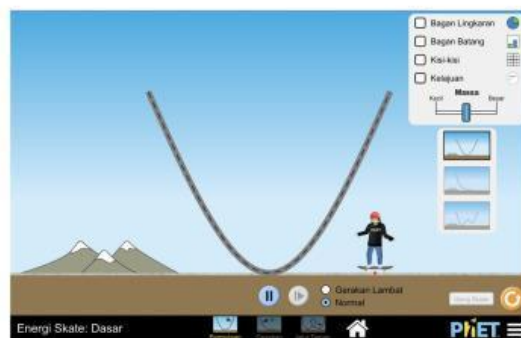 Bagan Lingkaran
Bagan Batang
Kisi-kisi
Kelajuan
Massa
Kecil Besar
Gerakan Lambat
Normal
Energi Skate: Dasar
PhET